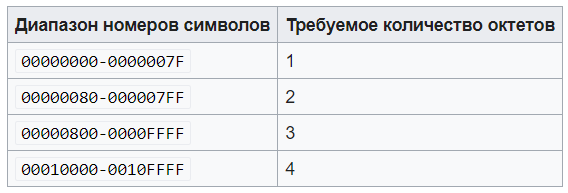 Диапазон номеров символов Требуемое количество октетов
00000000-0000007F 1
00000080-000007FF 2
00000800-0000FFFF 3
00010000-0010FFFF 4